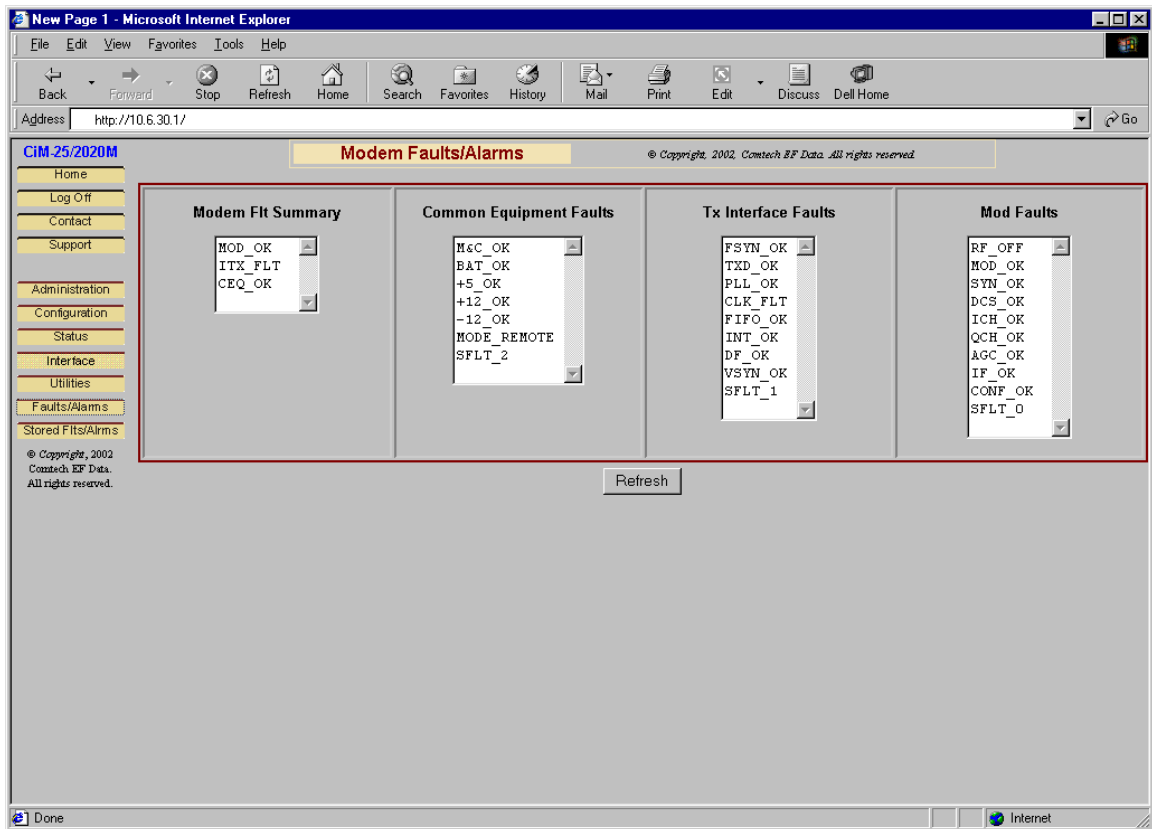 New Page 1 - Microsoft Internet Explorer
File Edit View Favorites Tools Help
Back Forward Stop Refresh Home Search Favorites History Mail Print Edit Discuss Dell Home
Address http://10.6.30.1/ Go
CiM-25/2020M
Home
Log Off
Contact
Support
Administration
Configuration
Status
Interface
Utilities
Faults/Alarms
Stored Flts/Alrms
© Copyright, 2002
Comtech EF Data.
All rights reserved.
Modem Faults/Alarms
© Copyright, 2002, Comtech EF Data. All rights reserved.
Modem Flt Summary
MOD_OK
ITX_FLT
CEQ_OK
Common Equipment Faults
M&C_OK
BAT_OK
+5_OK
+12_OK
-12_OK
MODE_REMOTE
SFLT_2
Tx Interface Faults
FSYN_OK
TXD_OK
PLL_OK
CLK_FLT
FIFO_OK
INT_OK
DF_OK
VSYN_OK
SFLT_1
Mod Faults
RF_OFF
MOD_OK
SYN_OK
DCS_OK
ICH_OK
QCH_OK
AGC_OK
IF_OK
CONF_OK
SFLT_0
Refresh
Done
Internet